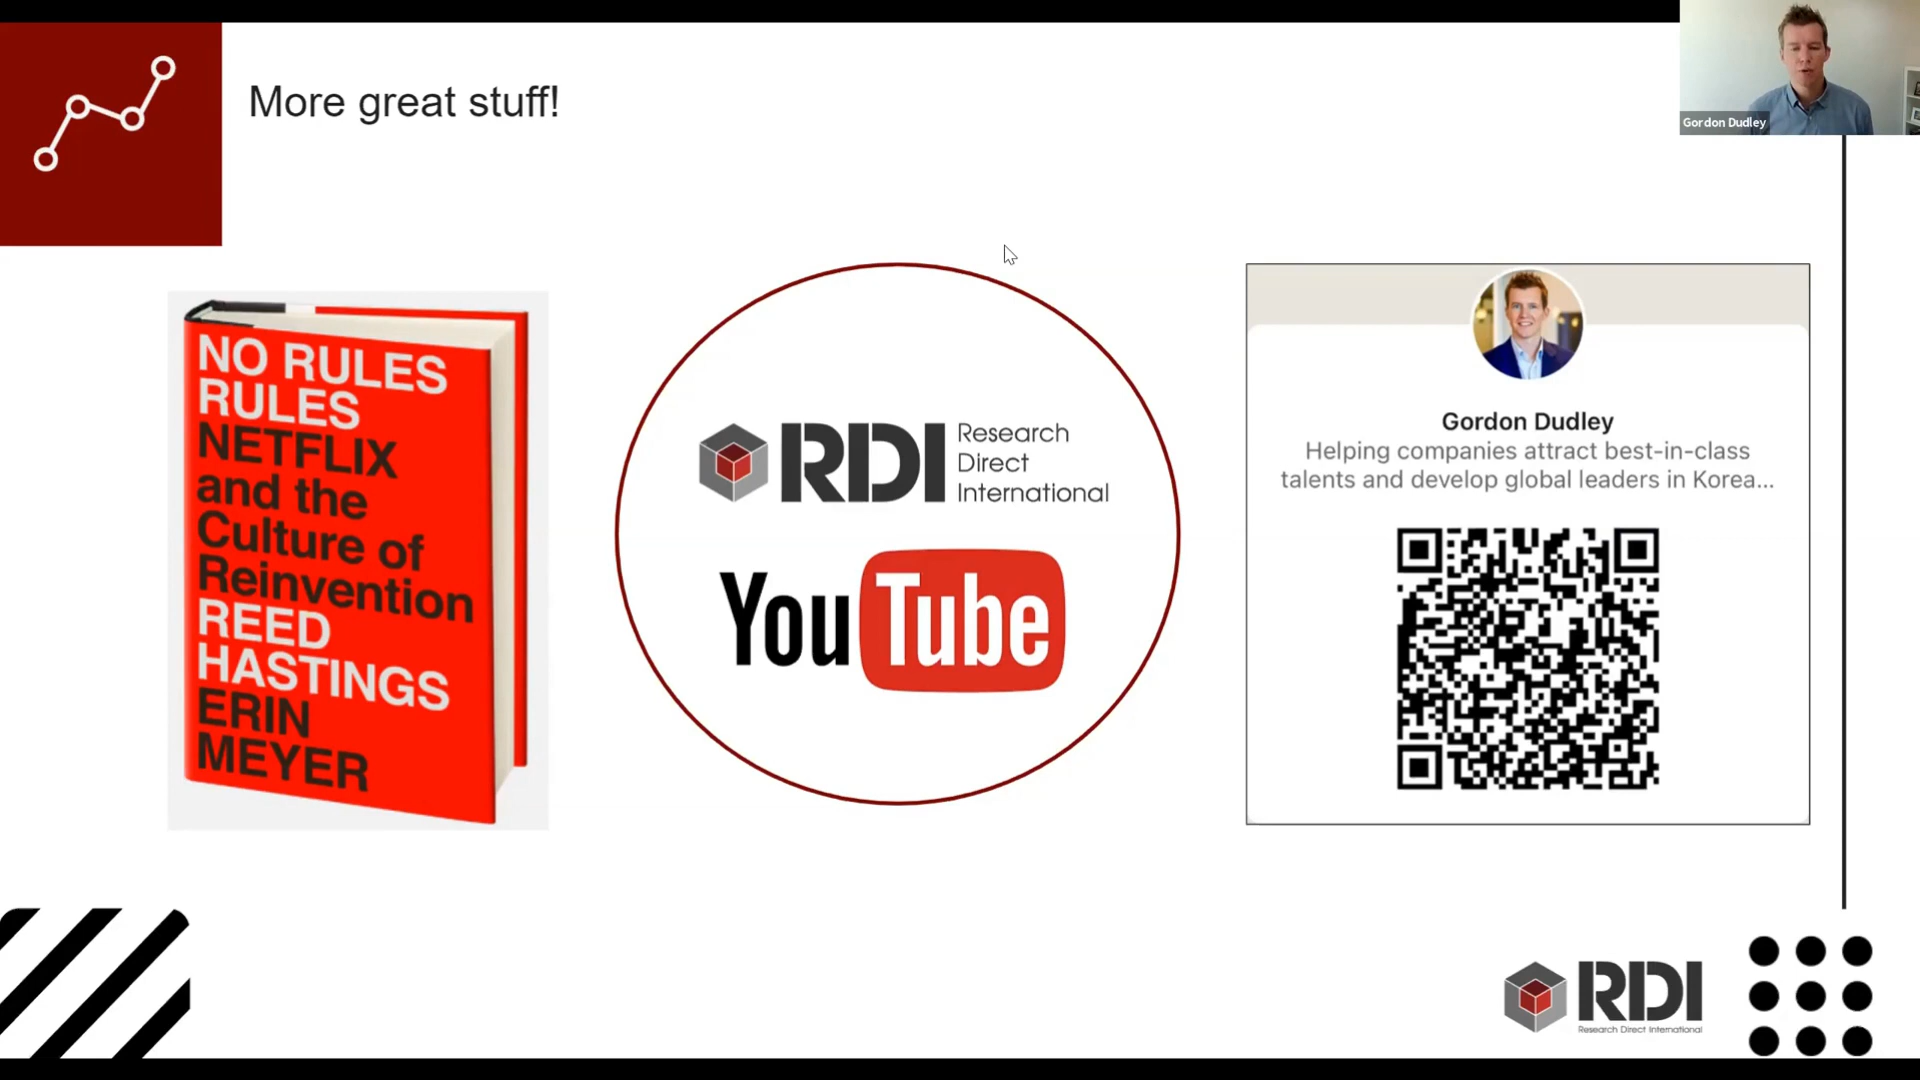 More great stuff!
Gordon Dudley
NO RULES
RULES
NETFLIX
and the
Culture of
Reinvention
REED
HASTINGS
ERIN
MEYER
RDI Research
Direct
International
YouTube
Gordon Dudley
Helping companies attract best-in-class
talents and develop global leaders in Korea...
RDI
Research Direct International